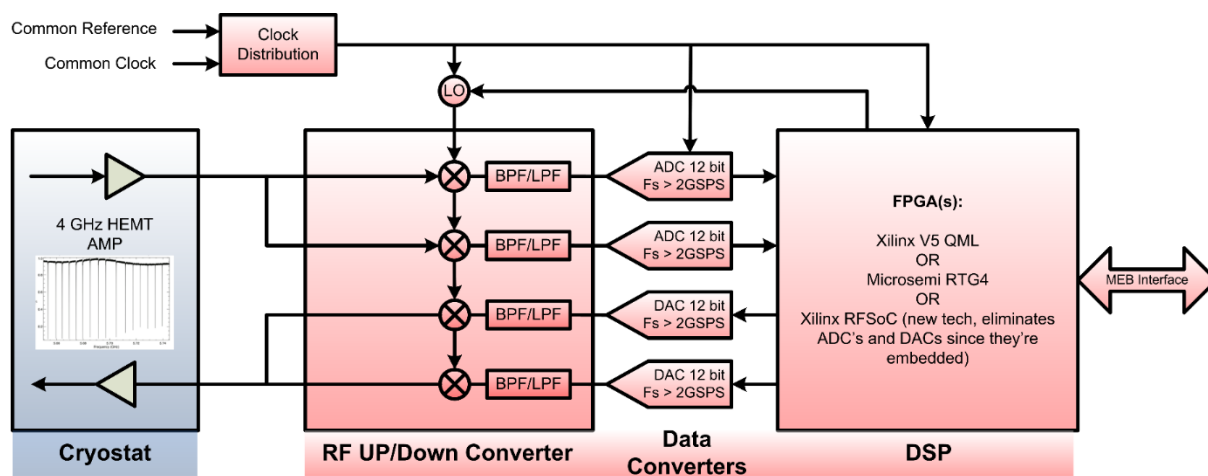 Common Reference
Common Clock
Clock
Distribution
LO
4 GHz HEMT
AMP
BPF/LPF
ADC 12 bit
Fs > 2GSPS
BPF/LPF
ADC 12 bit
Fs > 2GSPS
BPF/LPF
DAC 12 bit
Fs > 2GSPS
BPF/LPF
DAC 12 bit
Fs > 2GSPS
FPGA(s):
Xilinx V5 QML
OR
Microsemi RTG4
OR
Xilinx RFSoC (new tech, eliminates
ADC's and DACs since they're
embedded)
MEB Interface
Cryostat
RF UP/Down Converter
Data
Converters
DSP